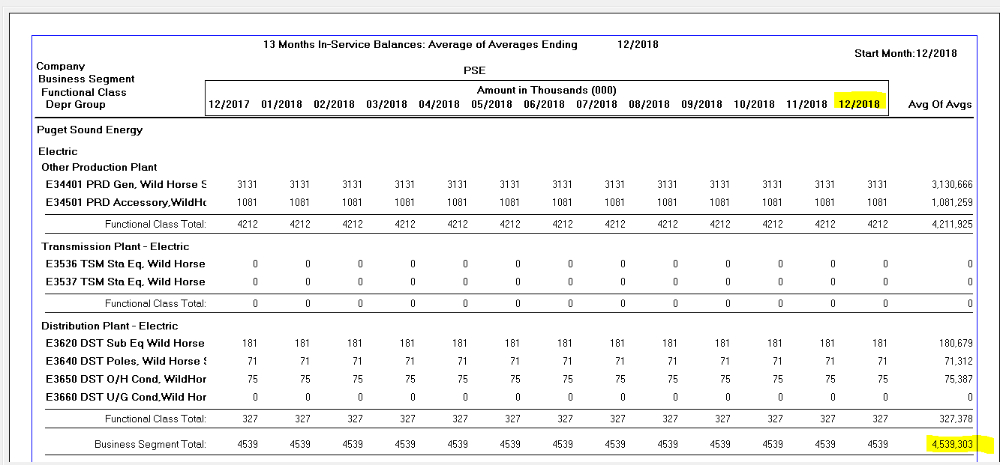 13 Months In-Service Balances: Average of Averages Ending 12/2018
Start Month:12/2018
Company
PSE
Business Segment
Functional Class Amount in Thousands (000)
Depr Group 12/2017 01/2018 02/2018 03/2018 04/2018 05/2018 06/2018 07/2018 08/2018 09/2018 10/2018 11/2018 12/2018 Avg Of Avgs
Puget Sound Energy
Electric
Other Production Plant
E34401 PRD Gen, Wild Horse S 3131 3131 3131 3131 3131 3131 3131 3131 3131 3131 3131 3131 3131 3,130,666
E34501 PRD Accessory,WildHo 1081 1081 1081 1081 1081 1081 1081 1081 1081 1081 1081 1081 1081 1,081,259
Functional Class Total: 4212 4212 4212 4212 4212 4212 4212 4212 4212 4212 4212 4212 4212 4,211,925
Transmission Plant - Electric
E3536 TSM Sta Eq, Wild Horse 0 0 0 0 0 0 0 0 0 0 0 0 0 0
E3537 TSM Sta Eq, Wild Horse 0 0 0 0 0 0 0 0 0 0 0 0 0 0
Functional Class Total: 0 0 0 0 0 0 0 0 0 0 0 0 0 0
Distribution Plant - Electric
E3620 DST Sub Eq Wild Horse 181 181 181 181 181 181 181 181 181 181 181 181 181 180,679
E3640 DST Poles, Wild Horse S 71 71 71 71 71 71 71 71 71 71 71 71 71 71,312
E3650 DST O/H Cond, WildHor 75 75 75 75 75 75 75 75 75 75 75 75 75 75,387
E3660 DST U/G Cond,Wild Hor 0 0 0 0 0 0 0 0 0 0 0 0 0 0
Functional Class Total: 327 327 327 327 327 327 327 327 327 327 327 327 327 327,378
Business Segment Total: 4539 4539 4539 4539 4539 4539 4539 4539 4539 4539 4539 4539 4539 4,539,303